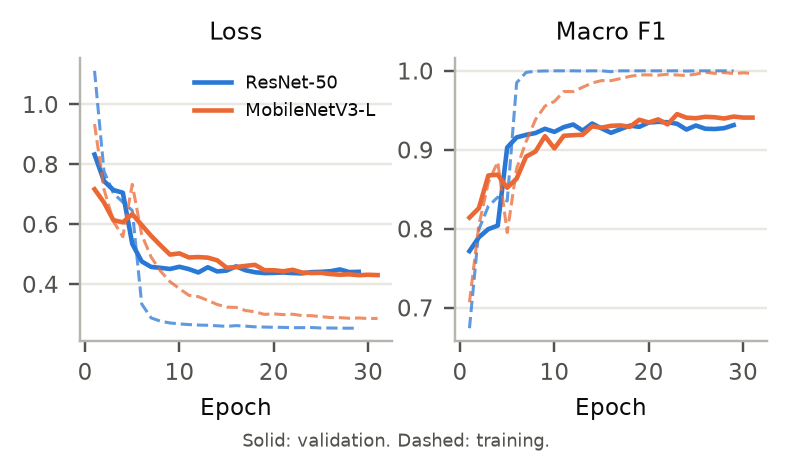 Loss
Macro F1
ResNet-50
MobileNetV3-L
1.0
0.8
0.6
0.4
0
10
20
30
Epoch
1.0
0.9
0.8
0.7
0
10
20
30
Epoch
Solid: validation. Dashed: training.